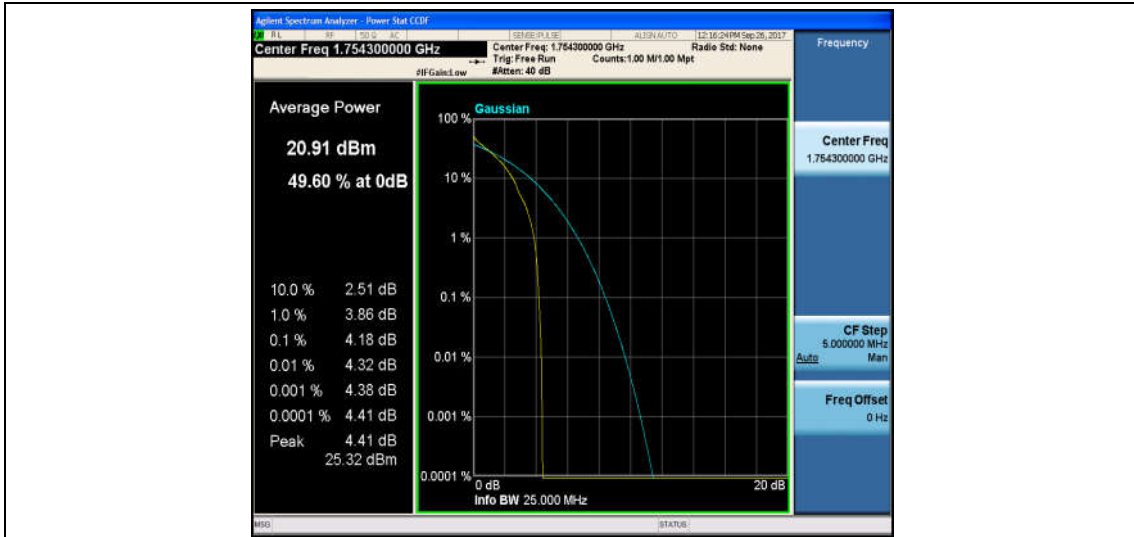 Agilent Spectrum Analyzer - Power Stat CCDF
RL RF 50 Ω AC SENSE:PULSE ALIGNAUTO 12:16:24 PM Sep 26, 2017
Center Freq 1.754300000 GHz
Center Freq: 1.754300000 GHz Radio Std: None
Trig: Free Run Counts:1.00 M/1.00 Mpt
#IFGain:Low #Atten: 40 dB
Frequency
Average Power
20.91 dBm
49.60 % at 0dB
10.0 % 2.51 dB
1.0 % 3.86 dB
0.1 % 4.18 dB
0.01 % 4.32 dB
0.001 % 4.38 dB
0.0001 % 4.41 dB
Peak 4.41 dB
25.32 dBm
Gaussian
100 %
10 %
1 %
0.1 %
0.01 %
0.001 %
0.0001 %
0 dB 20 dB
Info BW 25.000 MHz
Center Freq
1.754300000 GHz
CF Step
5.000000 MHz
Auto Man
Freq Offset
0 Hz
MSG STATUS